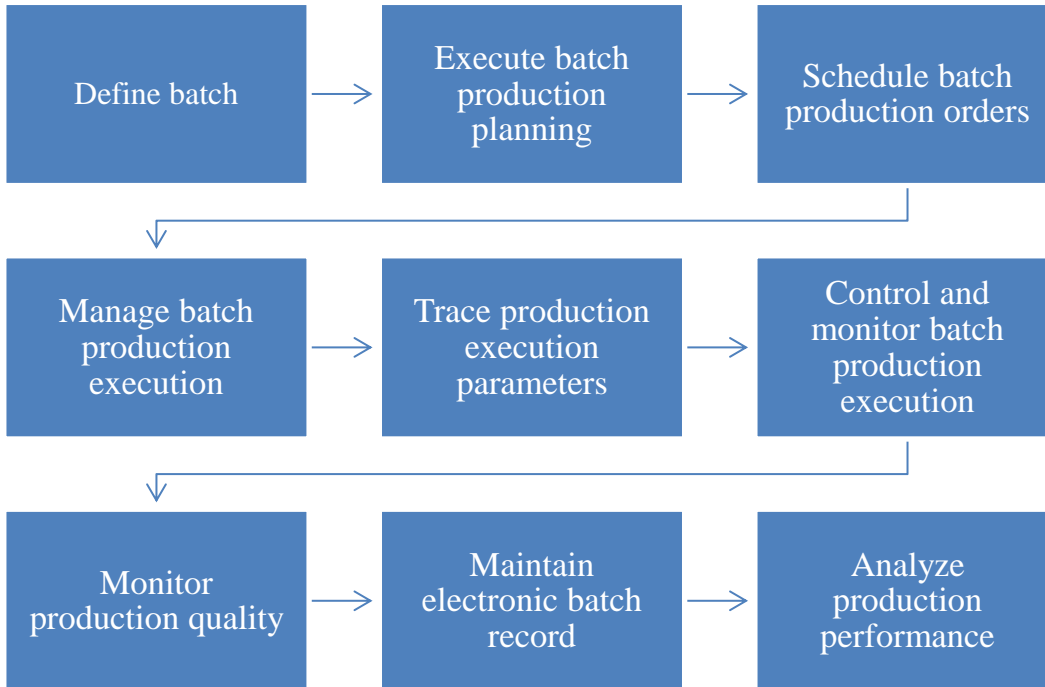 Define batch
Execute batch
production
planning
Schedule batch
production orders
Manage batch
production
execution
Trace production
execution
parameters
Control and
monitor batch
production
execution
Monitor
production quality
Maintain
electronic batch
record
Analyze
production
performance